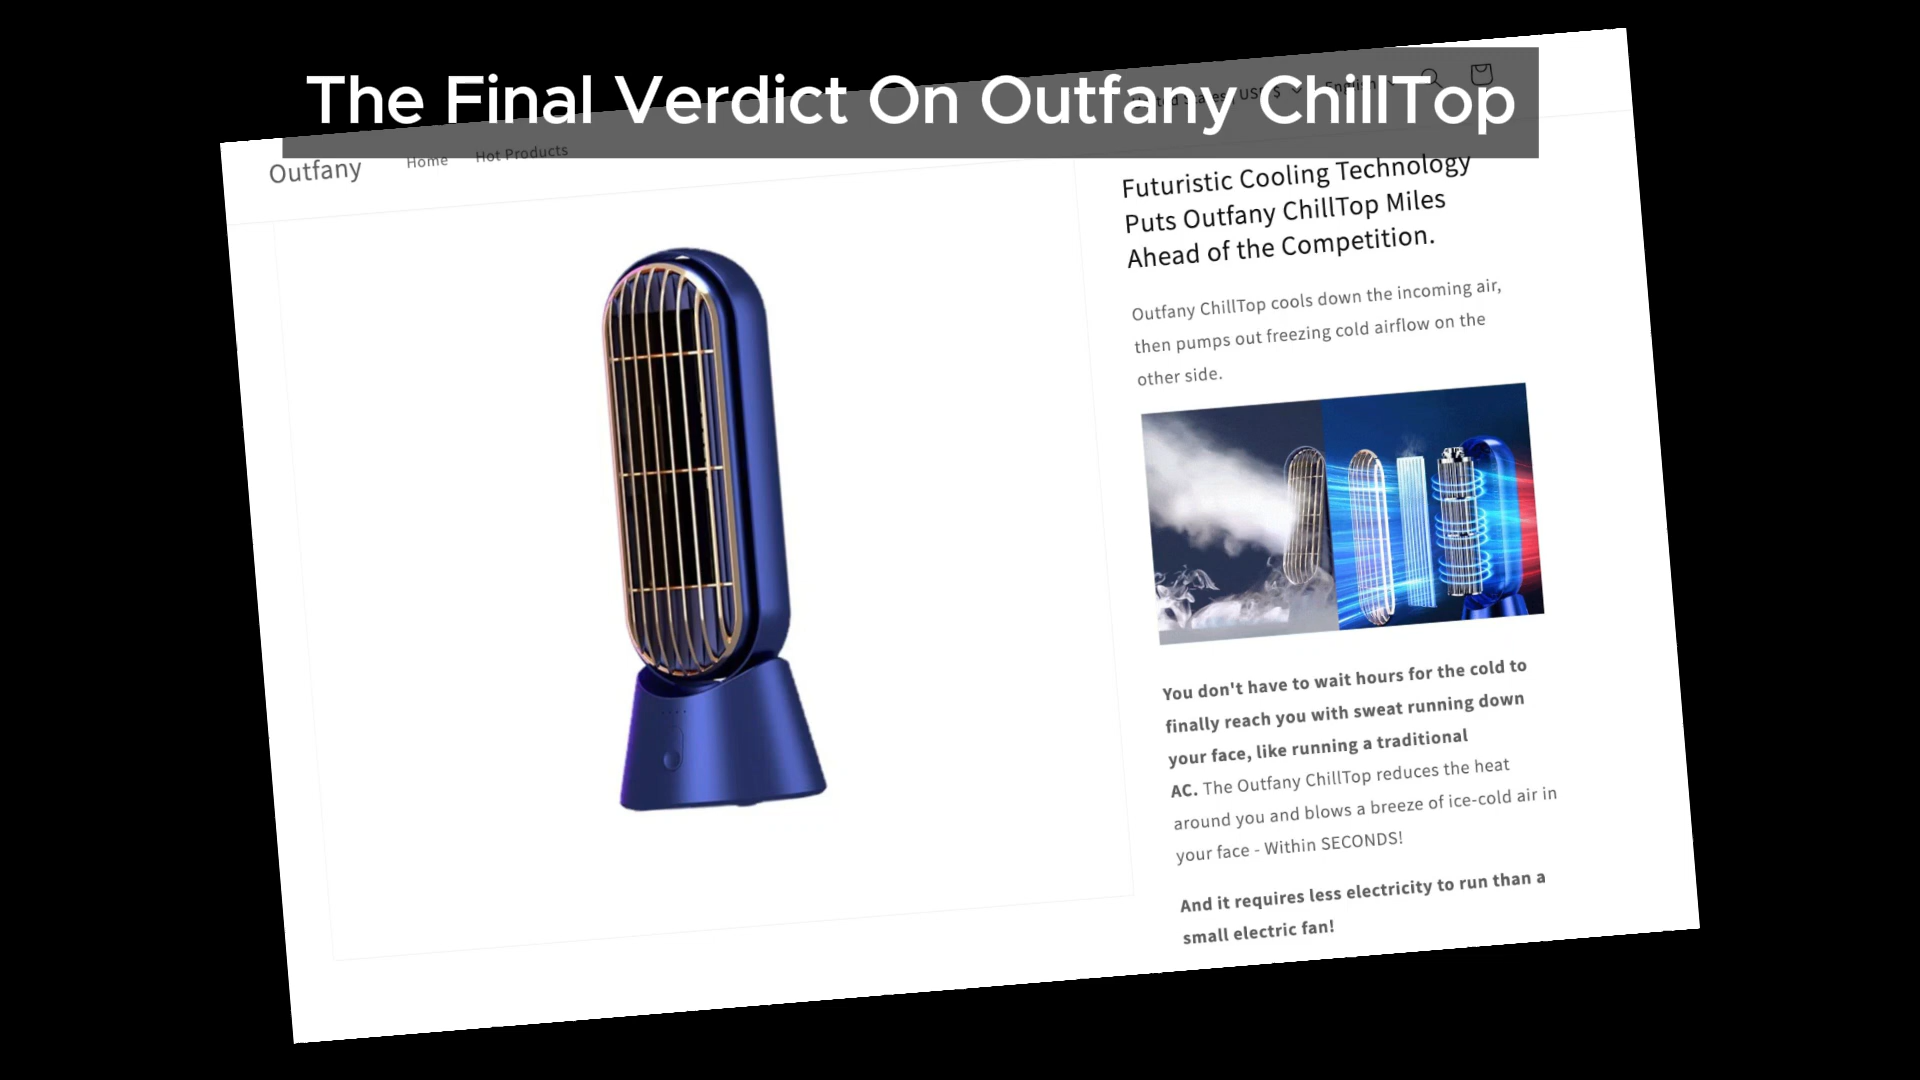 The Final Verdict On Outfany ChillTop
United States | USD $
English
Outfany
Home
Hot Products
Futuristic Cooling Technology
Puts Outfany ChillTop Miles
Ahead of the Competition.
Outfany ChillTop cools down the incoming air,
then pumps out freezing cold airflow on the
other side.
You don't have to wait hours for the cold to
finally reach you with sweat running down
your face, like running a traditional
AC. The Outfany ChillTop reduces the heat
around you and blows a breeze of ice-cold air in
your face - Within SECONDS!
And it requires less electricity to run than a
small electric fan!